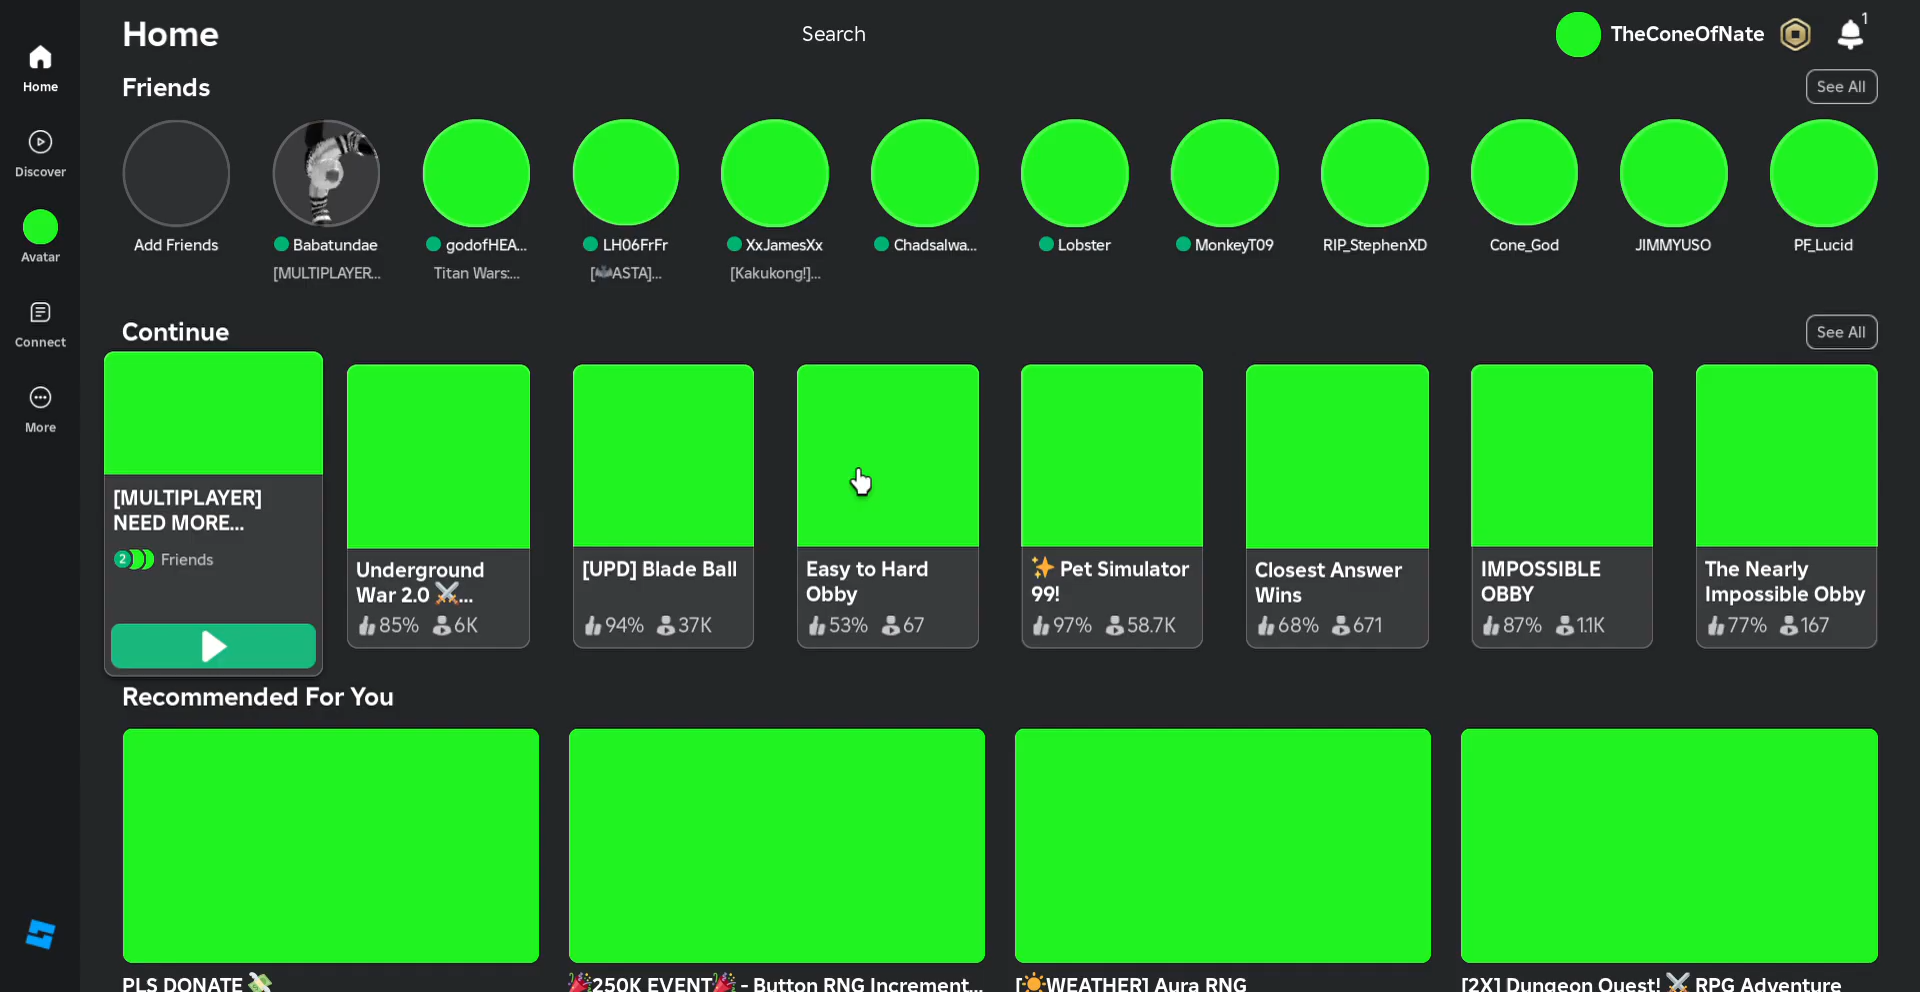 Home
Search
TheConeOfNate
1
Home
Discover
Avatar
Connect
More
Friends
See All
Add Friends
Babatundae
[MULTIPLAYER...
godofHEA...
Titan Wars:...
LH06FrFr
[🦇ASTA]...
XxJamesXx
[Kakukong!]...
Chadsalwa...
Lobster
MonkeyT09
RIP_StephenXD
Cone_God
JIMMYUSO
PF_Lucid
Continue
See All
[MULTIPLAYER]
NEED MORE...
2 Friends
Underground
War 2.0 ⚔️...
85% 6K
[UPD] Blade Ball
94% 37K
Easy to Hard
Obby
53% 67
✨ Pet Simulator
99!
97% 58.7K
Closest Answer
Wins
68% 671
IMPOSSIBLE
OBBY
87% 1.1K
The Nearly
Impossible Obby
77% 167
Recommended For You
PLS DONATE 💸
🎉250K EVENT🎉 - Button RNG Increment...
[☀️WEATHER] Aura RNG
[2X] Dungeon Quest! ⚔️ RPG Adventure